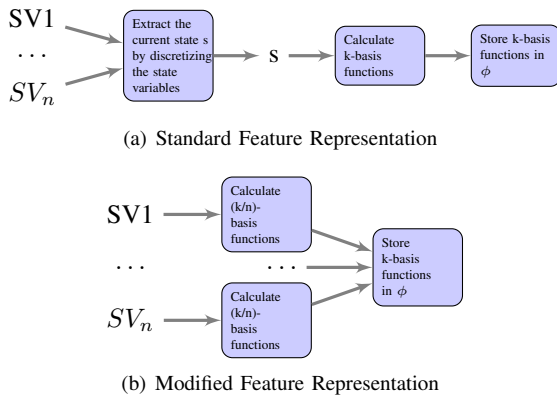 SV1
...
SV_n
Extract the
current state s
by discretizing
the state
variables
s
Calculate
k-basis
functions
Store k-basis
functions in
ϕ
(a) Standard Feature Representation
SV1
...
SV_n
Calculate
(k/n)-
basis
functions
...
Calculate
(k/n)-
basis
functions
Store
k-basis
functions
in ϕ
(b) Modified Feature Representation